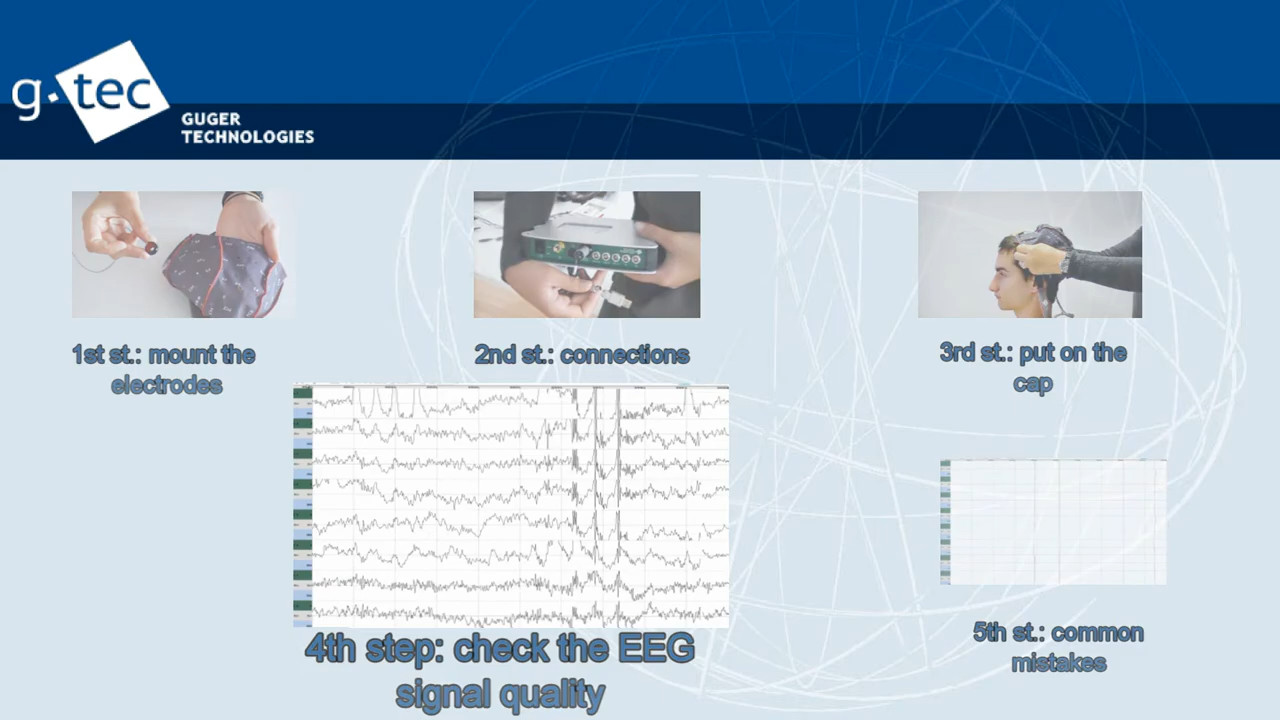 g.tec
GUGER
TECHNOLOGIES
1st st.: mount the
electrodes
2nd st.: connections
3rd st.: put on the
cap
4th step: check the EEG
signal quality
5th st.: common
mistakes